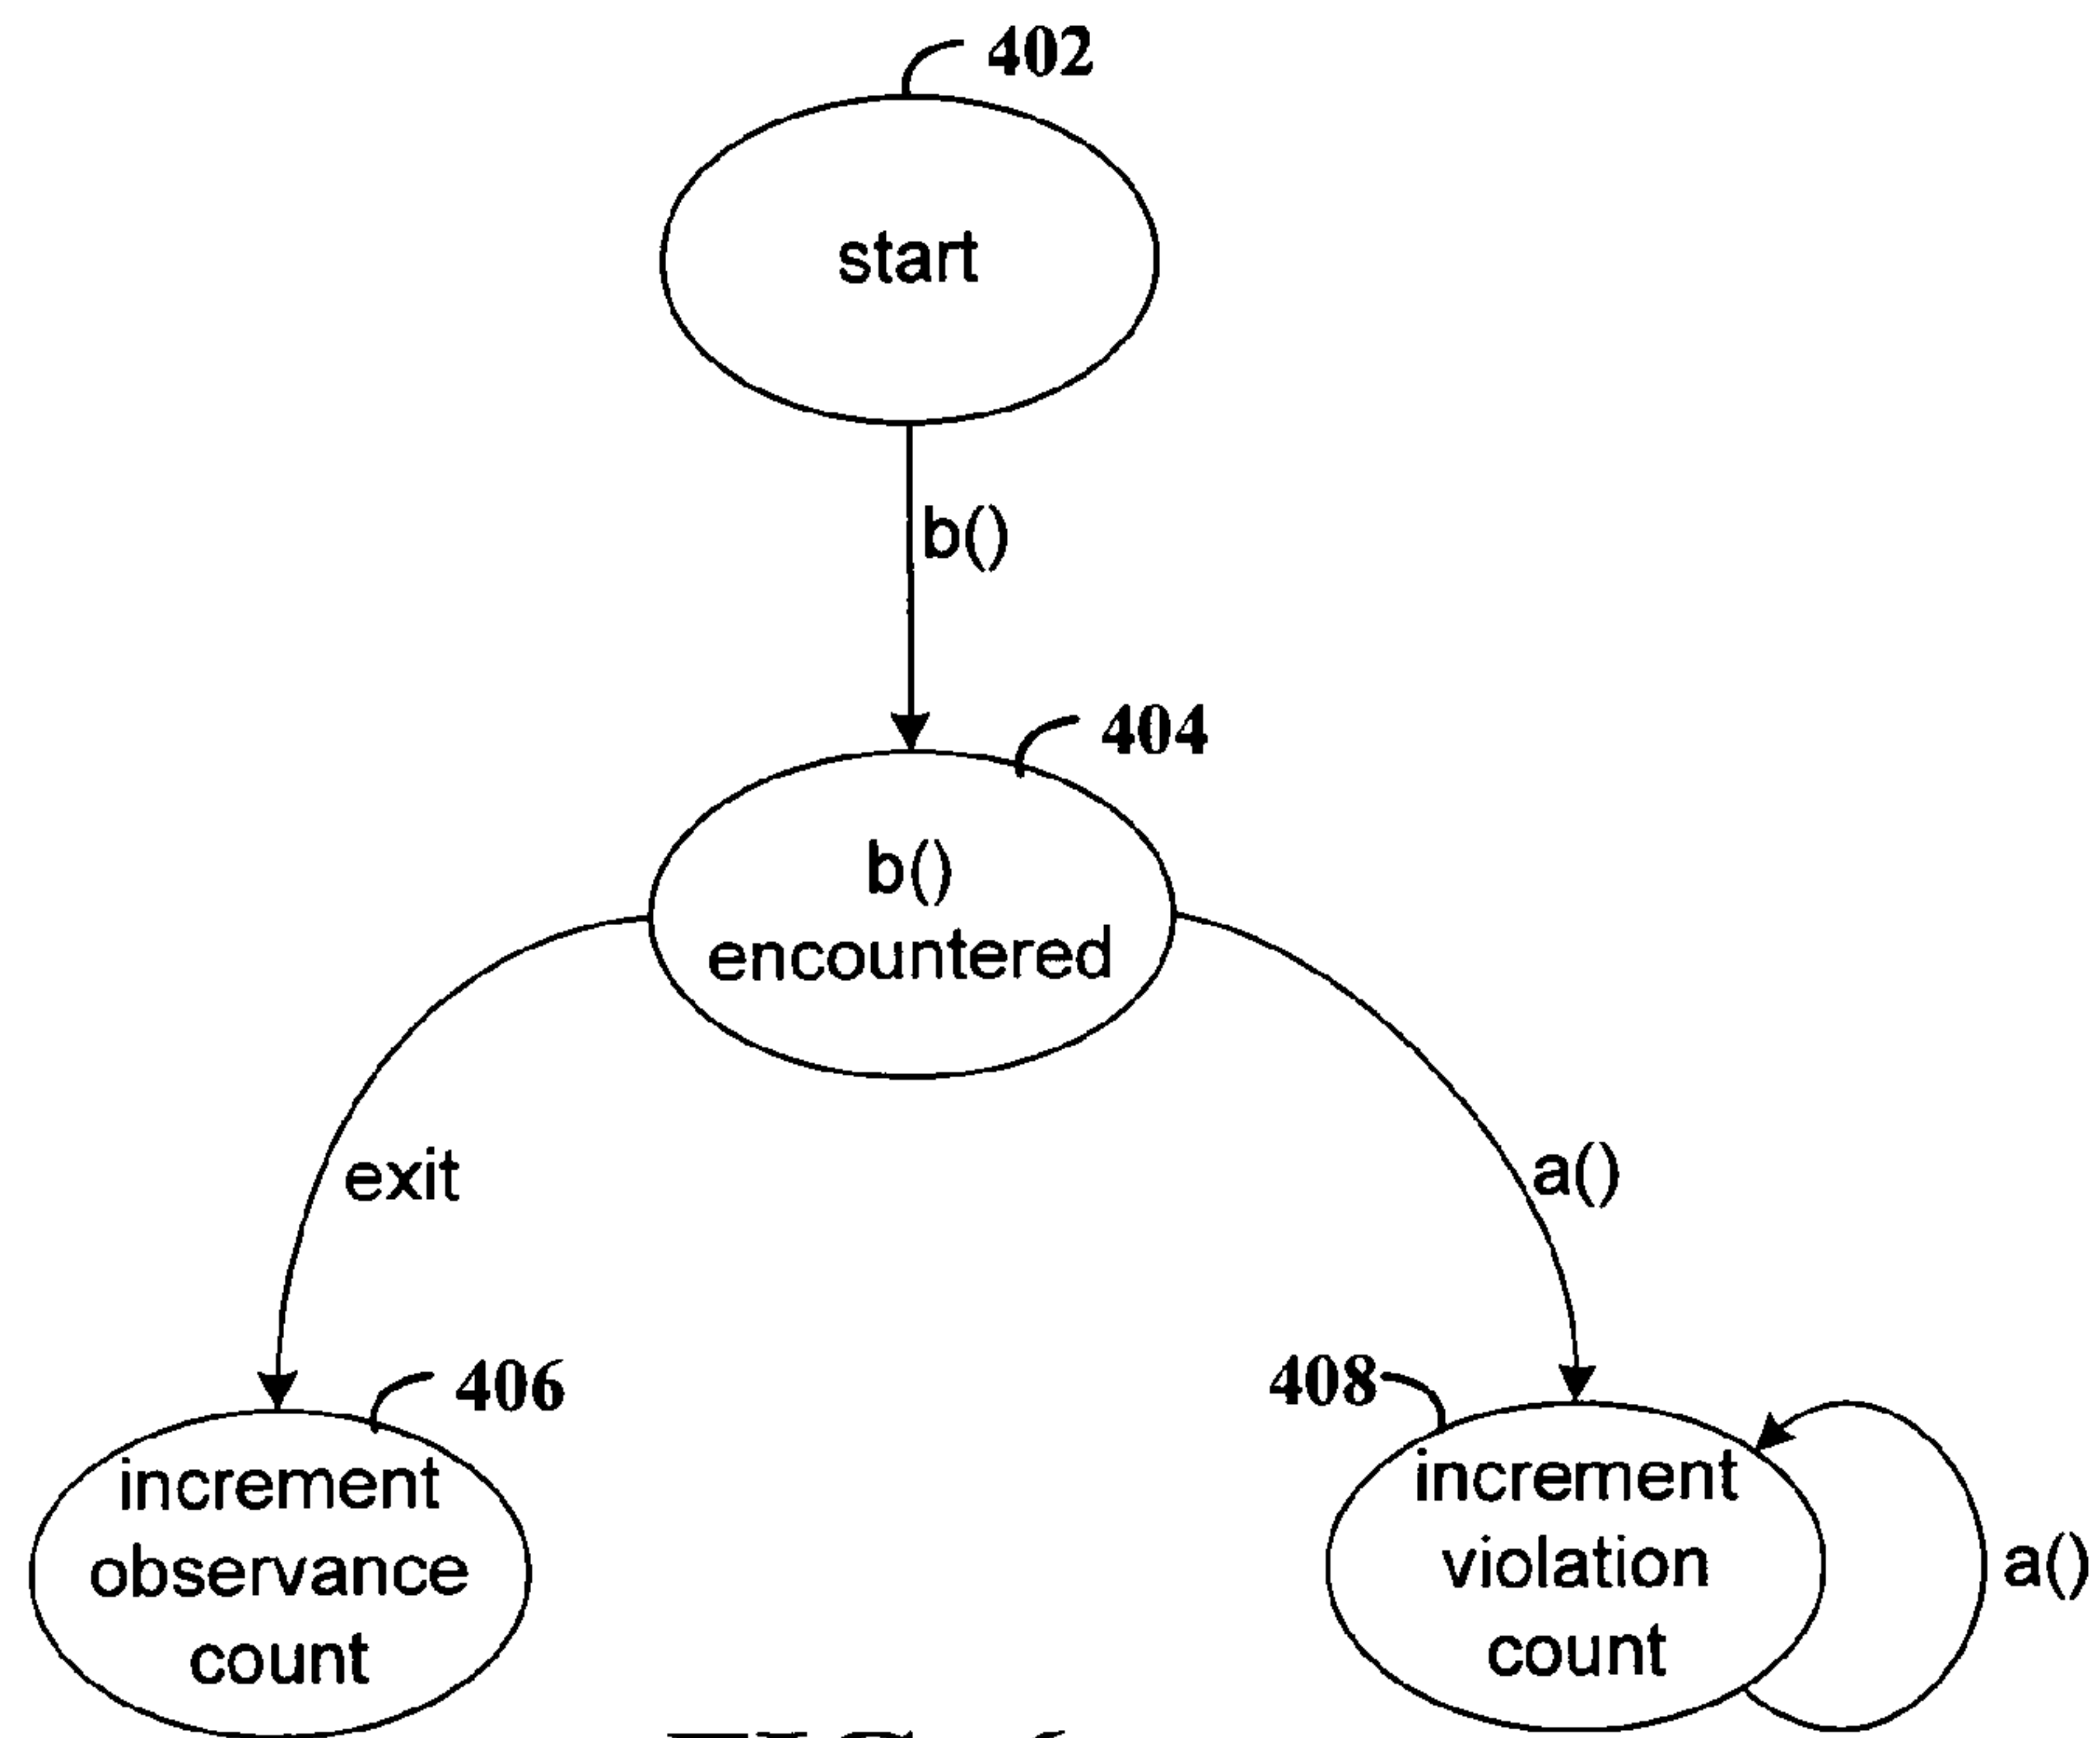 402
start
b()
404
b()
encountered
exit
a()
406
408
increment
observance
count
increment
violation
count
a()